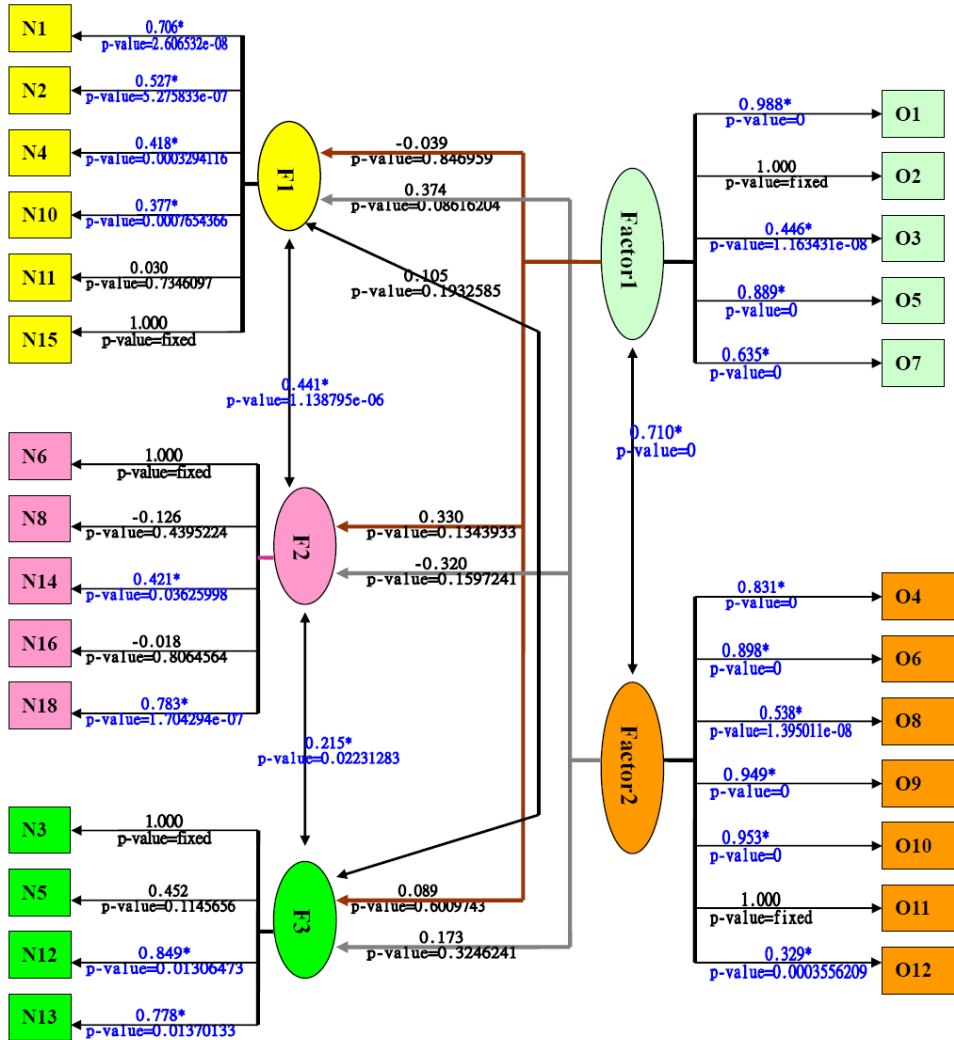 N1
0.706*
p-value=2.606532e-08
N2
0.527*
p-value=5.275833e-07
N4
0.418*
p-value=0.0003294116
N10
0.377*
p-value=0.0007654366
N11
0.030
p-value=0.7346097
N15
1.000
p-value=fixed
F1
-0.039
p-value=0.846959
0.374
p-value=0.08616204
0.105
p-value=0.1932585
0.441*
p-value=1.138795e-06
Factor1
0.988*
p-value=0
O1
1.000
p-value=fixed
O2
0.446*
p-value=1.163431e-08
O3
0.889*
p-value=0
O5
0.635*
p-value=0
O7
0.710*
p-value=0
N6
1.000
p-value=fixed
N8
-0.126
p-value=0.4395224
N14
0.421*
p-value=0.03625998
N16
-0.018
p-value=0.8064564
N18
0.783*
p-value=1.704294e-07
F2
0.330
p-value=0.1343933
-0.320
p-value=0.1597241
0.215*
p-value=0.02231283
Factor2
0.831*
p-value=0
O4
0.898*
p-value=0
O6
0.538*
p-value=1.395011e-08
O8
0.949*
p-value=0
O9
0.953*
p-value=0
O10
1.000
p-value=fixed
O11
0.329*
p-value=0.0003556209
O12
N3
1.000
p-value=fixed
N5
0.452
p-value=0.1145656
N12
0.849*
p-value=0.01306473
N13
0.778*
p-value=0.01370133
F3
0.089
p-value=0.6009743
0.173
p-value=0.3246241